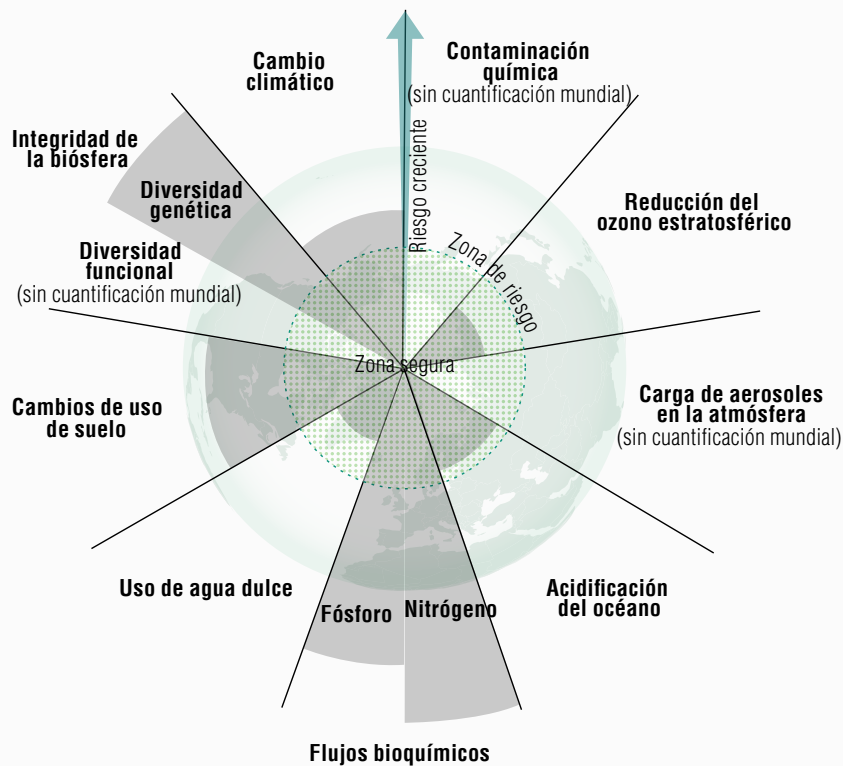 Cambio
climático
Contaminación
química
(sin cuantificación mundial)
Integridad de
la biósfera
Diversidad
genética
Diversidad
funcional
(sin cuantificación mundial)
Riesgo creciente
Zona de riesgo
Reducción del
ozono estratosférico
Zona segura
Cambios de uso
de suelo
Carga de aerosoles
en la atmósfera
(sin cuantificación mundial)
Uso de agua dulce
Fósforo
Nitrógeno
Acidificación
del océano
Flujos bioquímicos